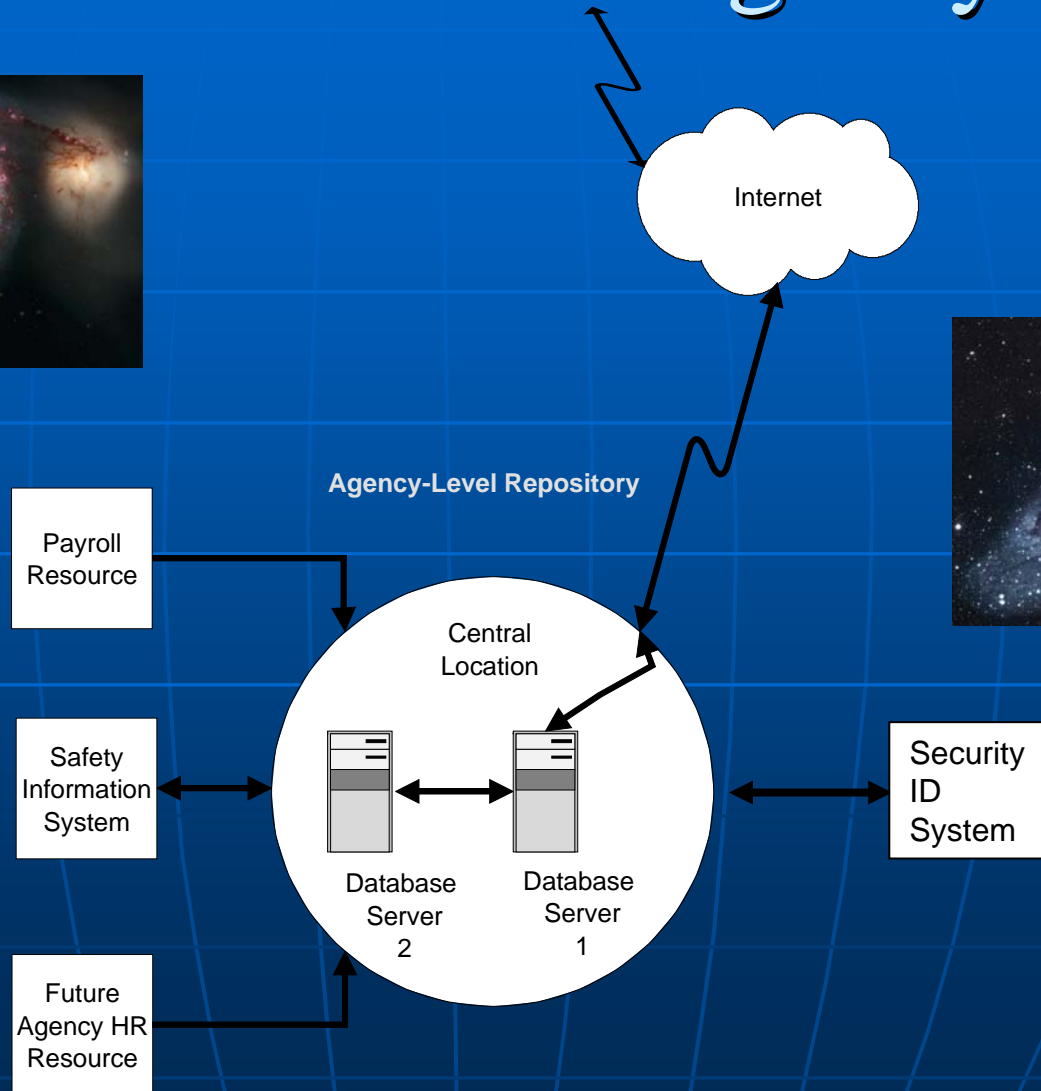 Internet
Agency-Level Repository
Payroll
Resource
Central
Location
Safety
Information
System
Security
ID
System
Database
Server
2
Database
Server
1
Future
Agency HR
Resource